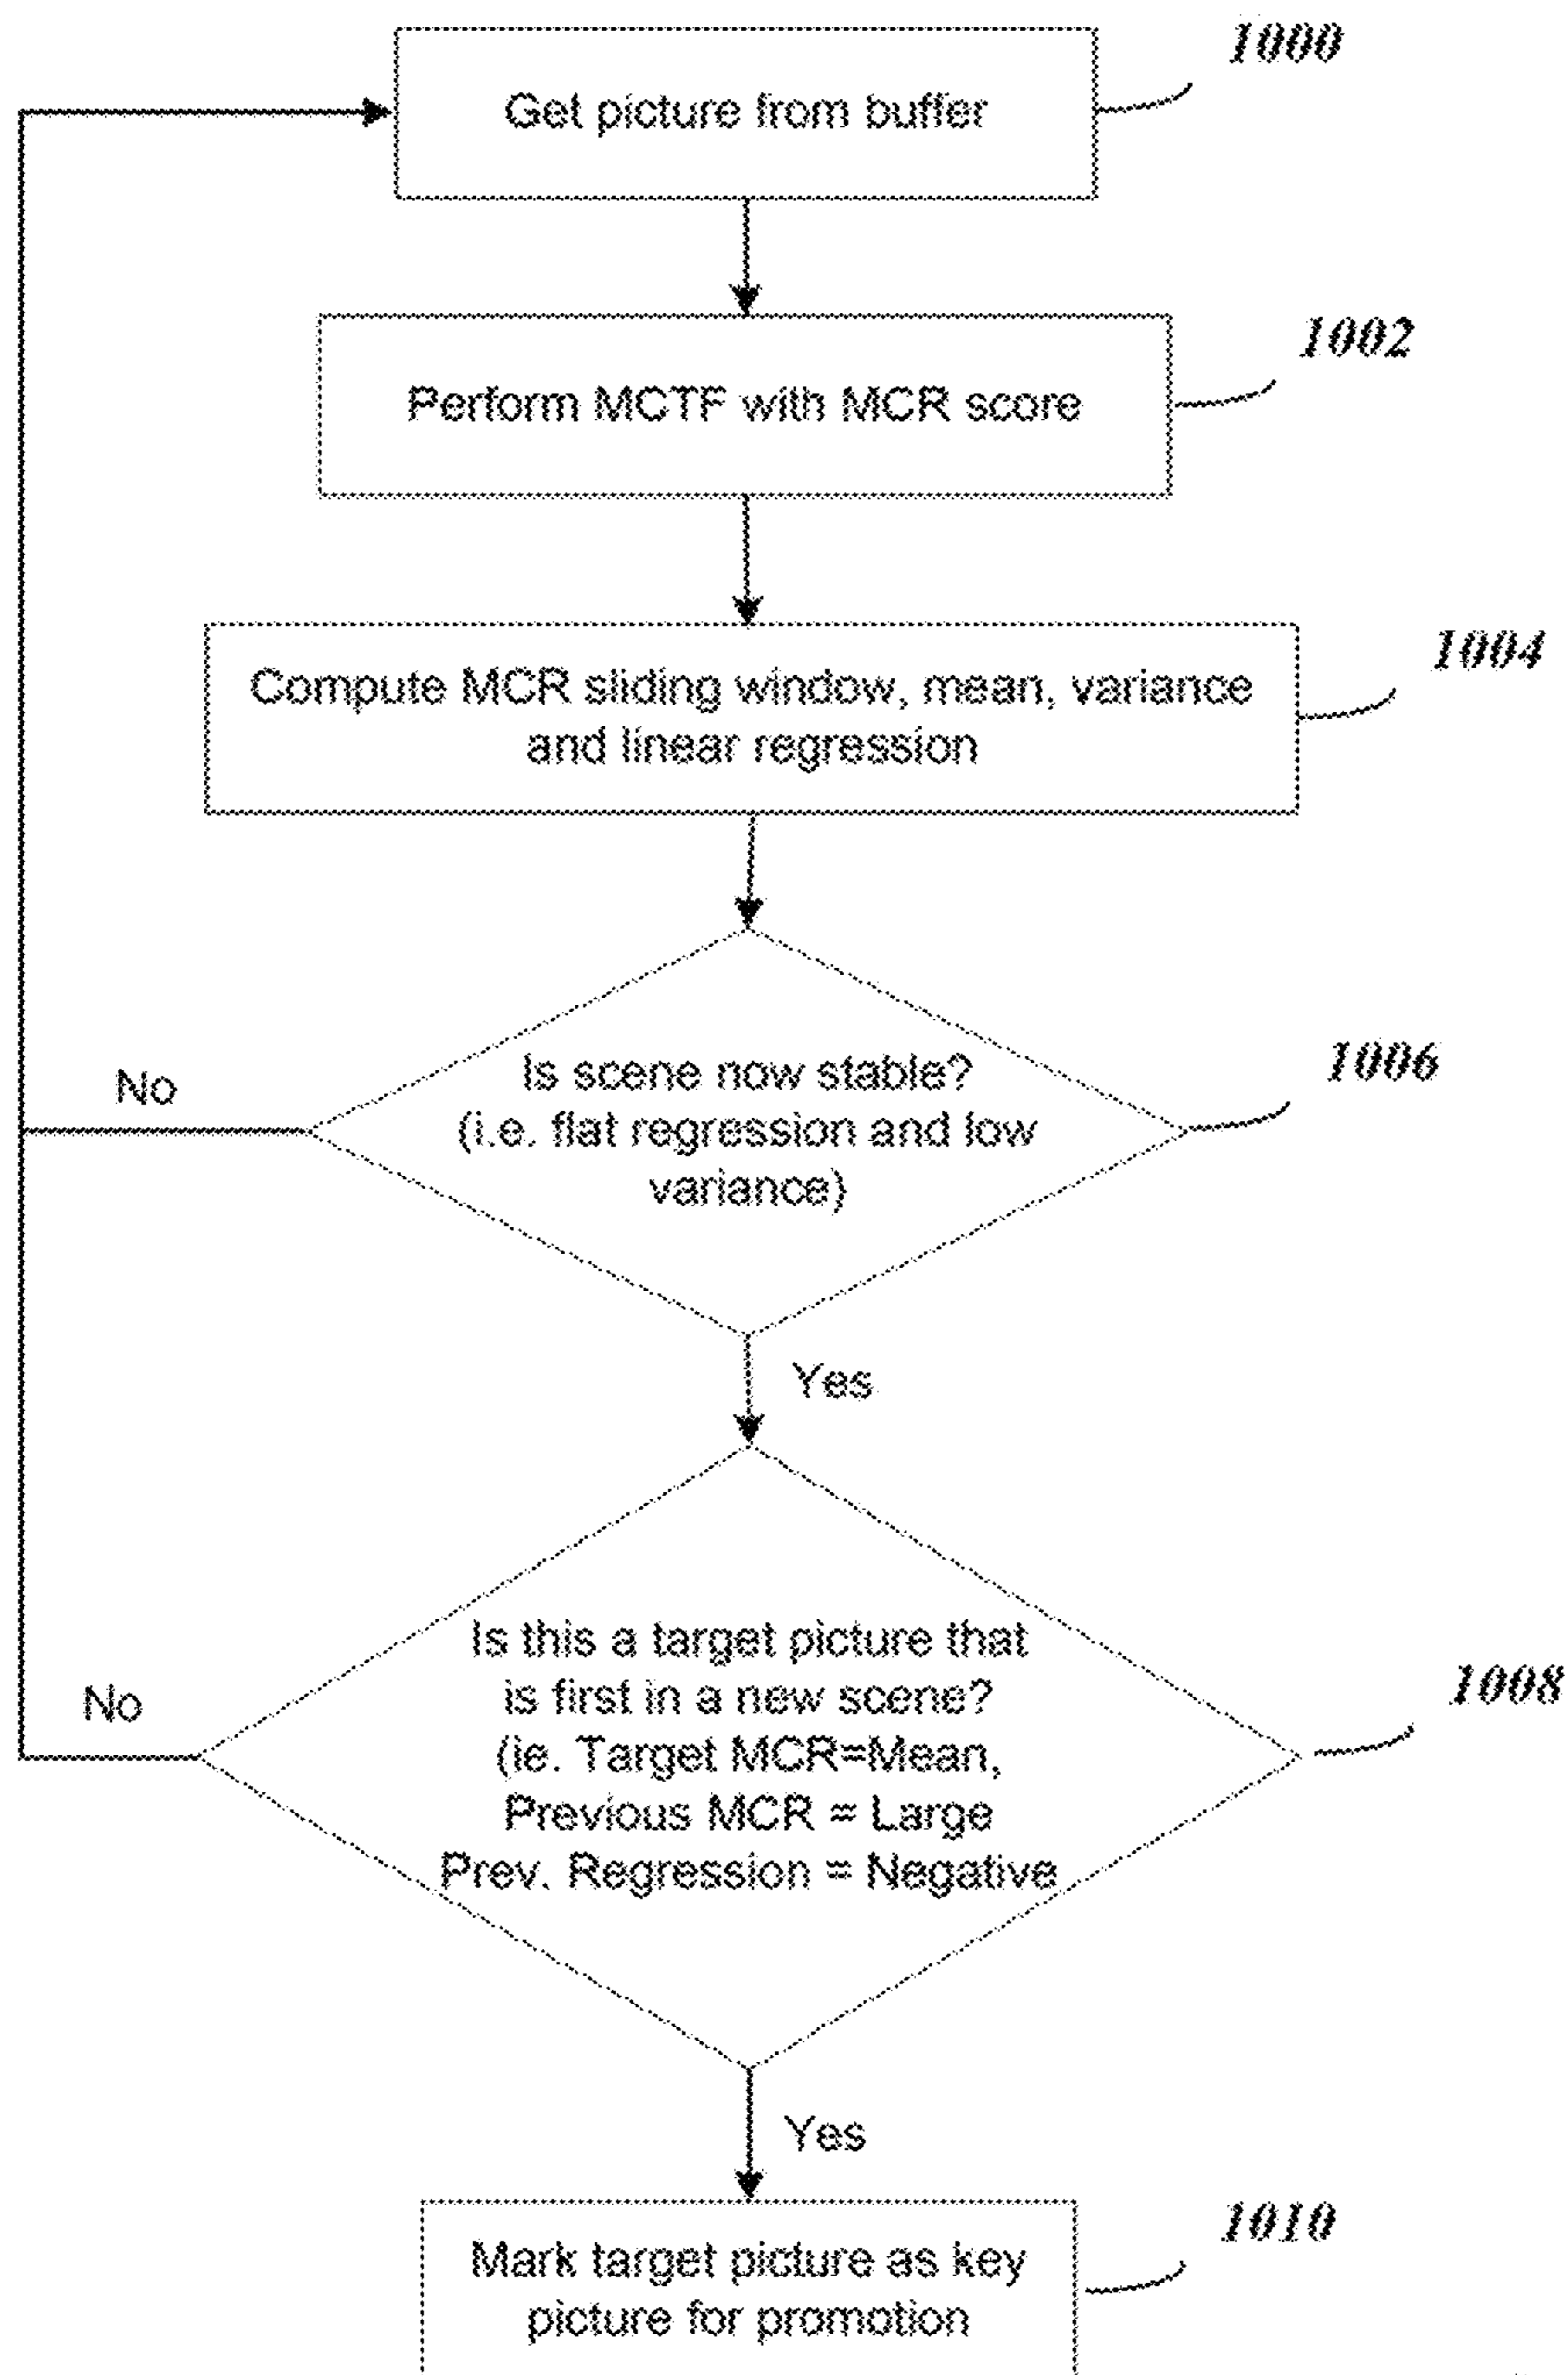 1000
Get picture from buffer
1002
Perform MCTF with MCR score
1004
Compute MCR sliding window, mean, variance
and linear regression
1006
Is scene now stable?
(i.e. flat regression and low
variance)
No
Yes
1008
Is this a target picture that
is first in a new scene?
(ie. Target MCR=Mean,
Previous MCR = Large
Prev. Regression = Negative
No
Yes
1010
Mark target picture as key
picture for promotion